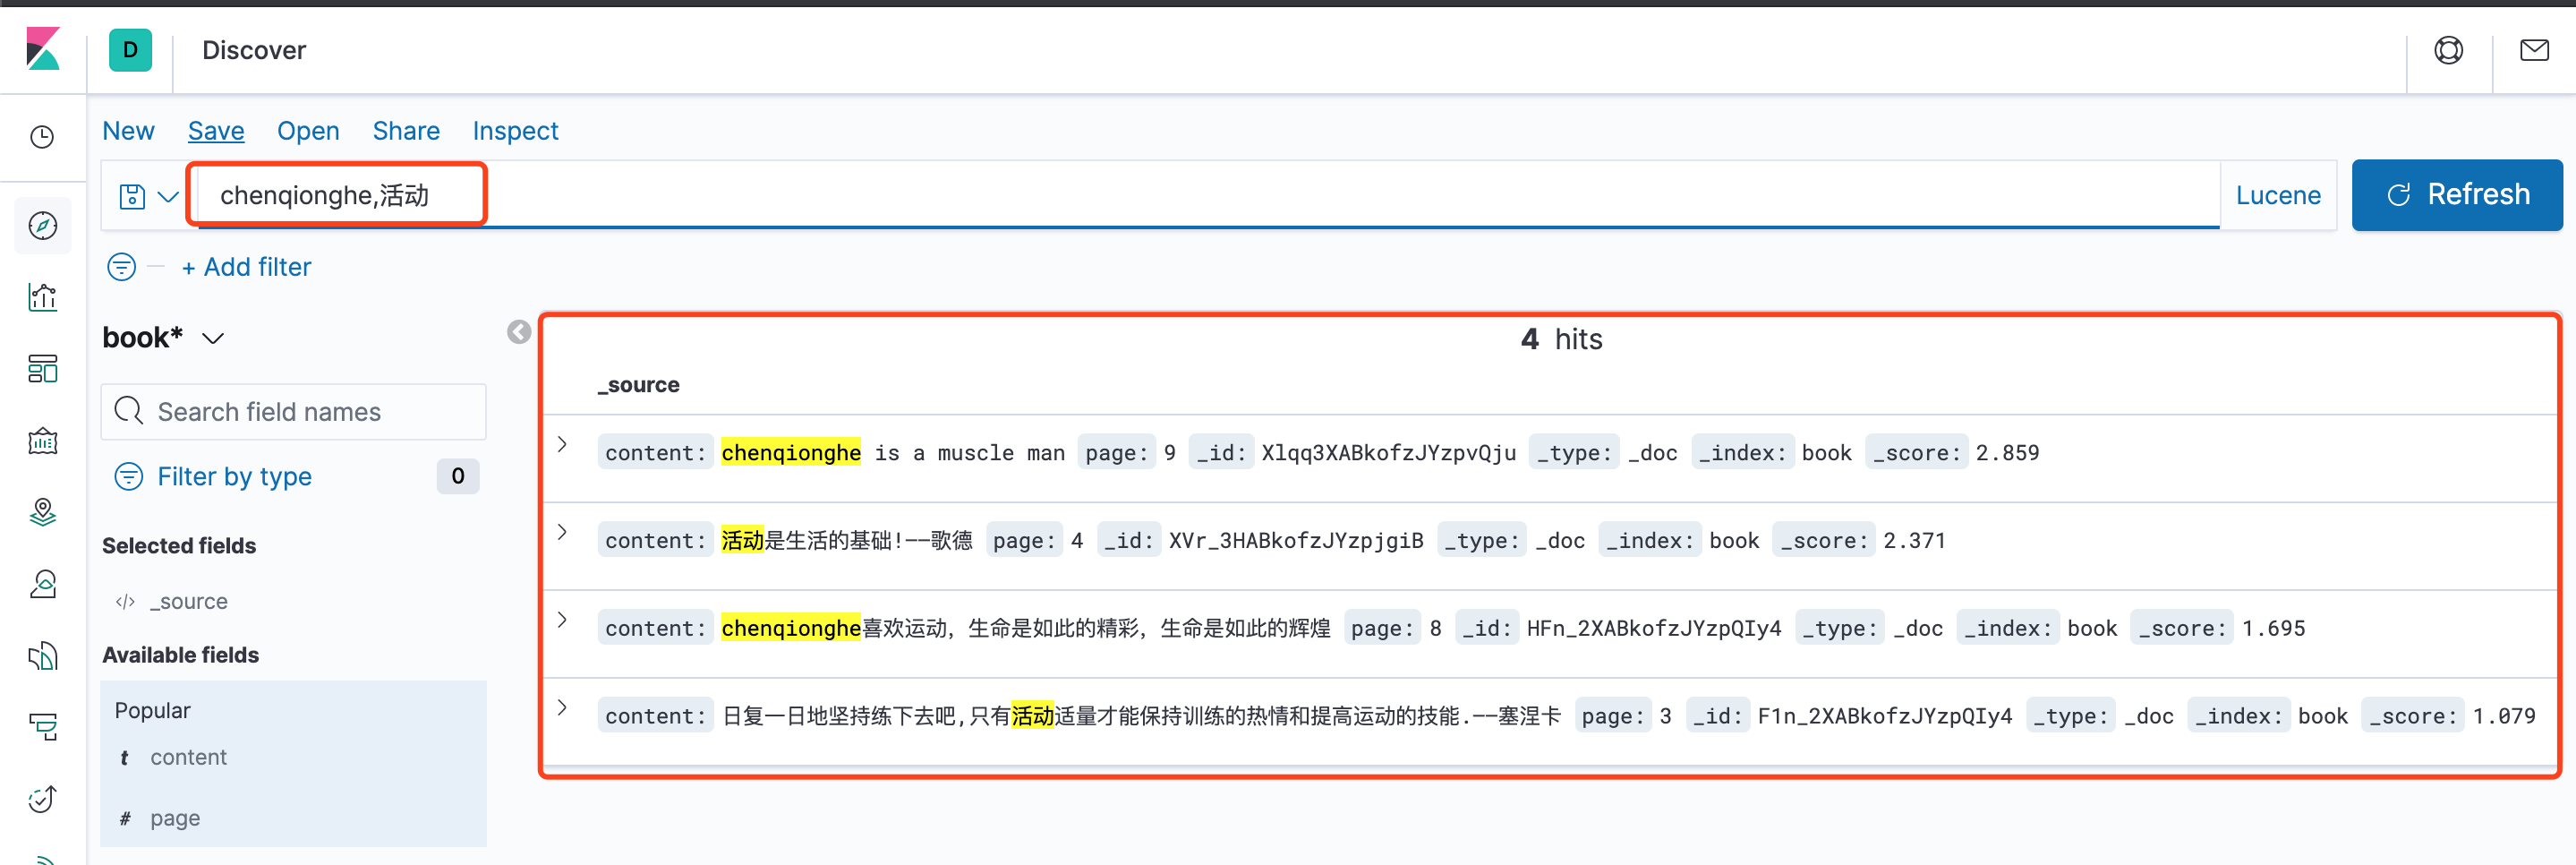 D Discover
New Save Open Share Inspect
chenqionghe,活动 Lucene Refresh
+ Add filter
book*
Search field names
Filter by type 0
Selected fields
_source
Available fields
Popular
t content
# page
4 hits
_source
content: chenqionghe is a muscle man page: 9 _id: Xlqq3XABkofzJYzpvQju _type: _doc _index: book _score: 2.859
content: 活动是生活的基础!——歌德 page: 4 _id: XVr_3HABkofzJYzpjgiB _type: _doc _index: book _score: 2.371
content: chenqionghe喜欢运动，生命是如此的精彩，生命是如此的辉煌 page: 8 _id: HFn_2XABkofzJYzpQIy4 _type: _doc _index: book _score: 1.695
content: 日复一日地坚持练下去吧,只有活动适量才能保持训练的热情和提高运动的技能.——塞涅卡 page: 3 _id: F1n_2XABkofzJYzpQIy4 _type: _doc _index: book _score: 1.079